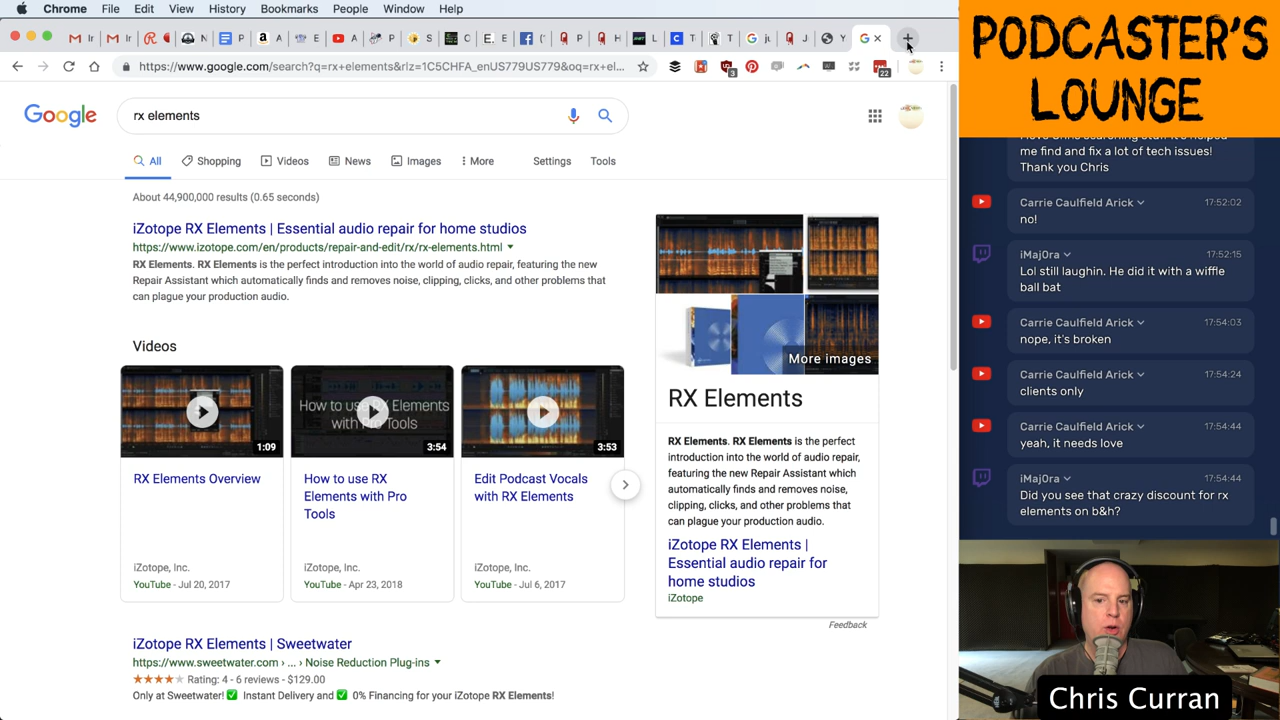 Chrome File Edit View History Bookmarks People Window Help
https://www.google.com/search?q=rx+elements&rlz=1C5CHFA_enUS779US779&oq=rx+el...
3
22
Google
rx elements
All Shopping Videos News Images More Settings Tools
About 44,900,000 results (0.65 seconds)
iZotope RX Elements | Essential audio repair for home studios
https://www.izotope.com/en/products/repair-and-edit/rx/rx-elements.html
RX Elements. RX Elements is the perfect introduction into the world of audio repair, featuring the new
Repair Assistant which automatically finds and removes noise, clipping, clicks, and other problems that
can plague your production audio.
Videos
1:09
How to use RX Elements
with Pro Tools
3:54
3:53
RX Elements Overview
iZotope, Inc.
YouTube - Jul 20, 2017
How to use RX
Elements with Pro
Tools
iZotope, Inc.
YouTube - Apr 23, 2018
Edit Podcast Vocals
with RX Elements
iZotope, Inc.
YouTube - Jul 6, 2017
iZotope RX Elements | Sweetwater
https://www.sweetwater.com › ... › Noise Reduction Plug-ins
Rating: 4 - 6 reviews - $129.00
Only at Sweetwater! Instant Delivery and 0% Financing for your iZotope RX Elements!
More images
RX Elements
RX Elements. RX Elements is the perfect
introduction into the world of audio repair,
featuring the new Repair Assistant which
automatically finds and removes noise,
clipping, clicks, and other problems that
can plague your production audio.
iZotope RX Elements |
Essential audio repair for
home studios
iZotope
Feedback
PODCASTER'S
LOUNGE
me find and fix a lot of tech issues!
Thank you Chris
Carrie Caulfield Arick 17:52:02
no!
iMajOra 17:52:15
Lol still laughin. He did it with a wiffle
ball bat
Carrie Caulfield Arick 17:54:03
nope, it's broken
Carrie Caulfield Arick 17:54:24
clients only
Carrie Caulfield Arick 17:54:44
yeah, it needs love
iMajOra 17:54:44
Did you see that crazy discount for rx
elements on b&h?
Chris Curran